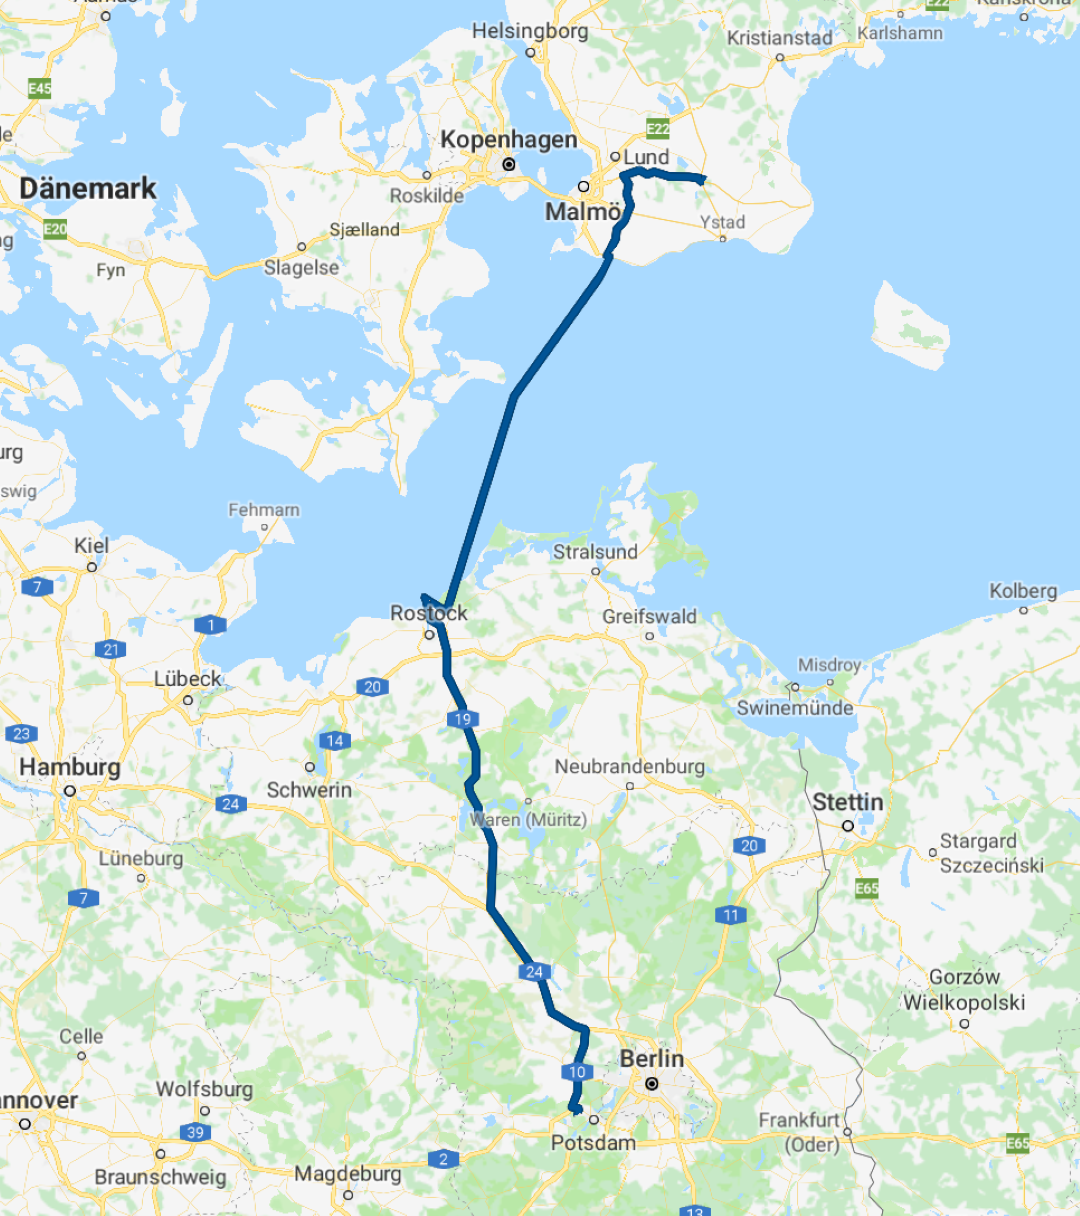 Helsingborg
Kristianstad
Karlshamn
E22
E45
E22
Kopenhagen
Lund
Dänemark
Roskilde
Malmö
E20
Sjælland
Ystad
Fyn
Slagelse
Fehmarn
Kiel
Stralsund
7
Kolberg
Rostock
Greifswald
1
21
Misdroy
Lübeck
20
Swinemünde
19
23
14
Hamburg
Neubrandenburg
Schwerin
24
Stettin
Waren (Müritz)
Lüneburg
20
Stargard
Szczeciński
7
E65
11
24
Gorzów
Wielkopolski
Celle
Berlin
10
Wolfsburg
annover
39
Frankfurt
(Oder)
Potsdam
E65
2
Braunschweig
Magdeburg
13